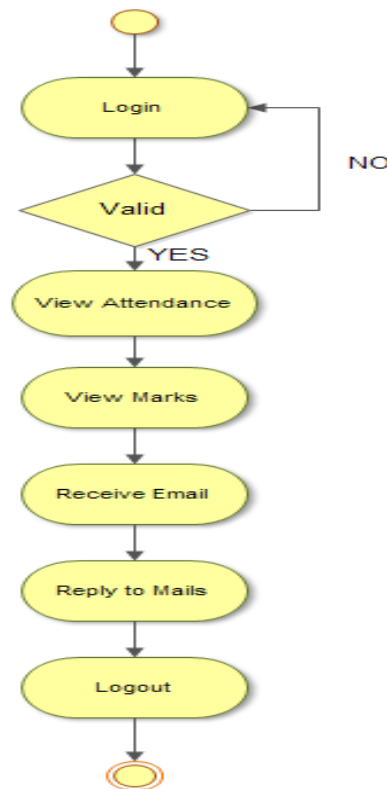 Login
NO
Valid
YES
View Attendance
View Marks
Receive Email
Reply to Mails
Logout